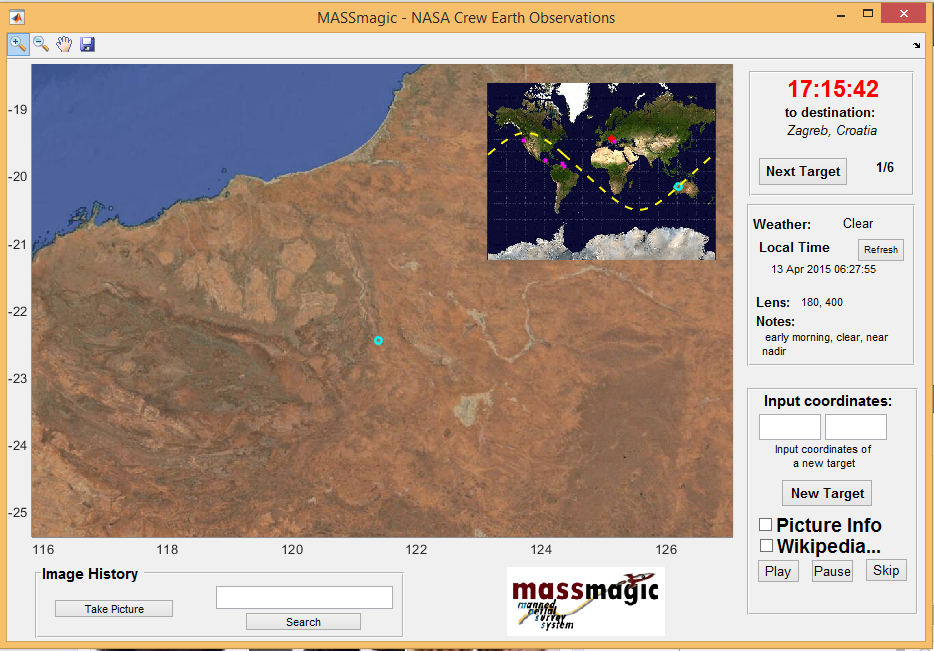 MASSmagic - NASA Crew Earth Observations
-19
-20
-21
-22
-23
-24
-25
116
118
120
122
124
126
17:15:42
to destination:
Zagreb, Croatia
Next Target
1/6
Weather:
Clear
Local Time
Refresh
13 Apr 2015 06:27:55
Lens:
180, 400
Notes:
early morning, clear, near
nadir
Input coordinates:
Input coordinates of
a new target
New Target
Picture Info
Wikipedia...
Play
Pause
Skip
Image History
Take Picture
Search
massmagic
manned
aerial
survey
system